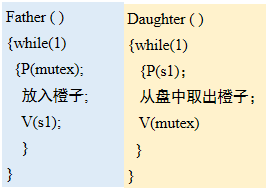 Father ( )
{while(1)
{P(mutex);
放入橙子;
V(s1);
}
}
Daughter ( )
{while(1)
{P(s1)；
从盘中取出橙子；
V(mutex)
}
}